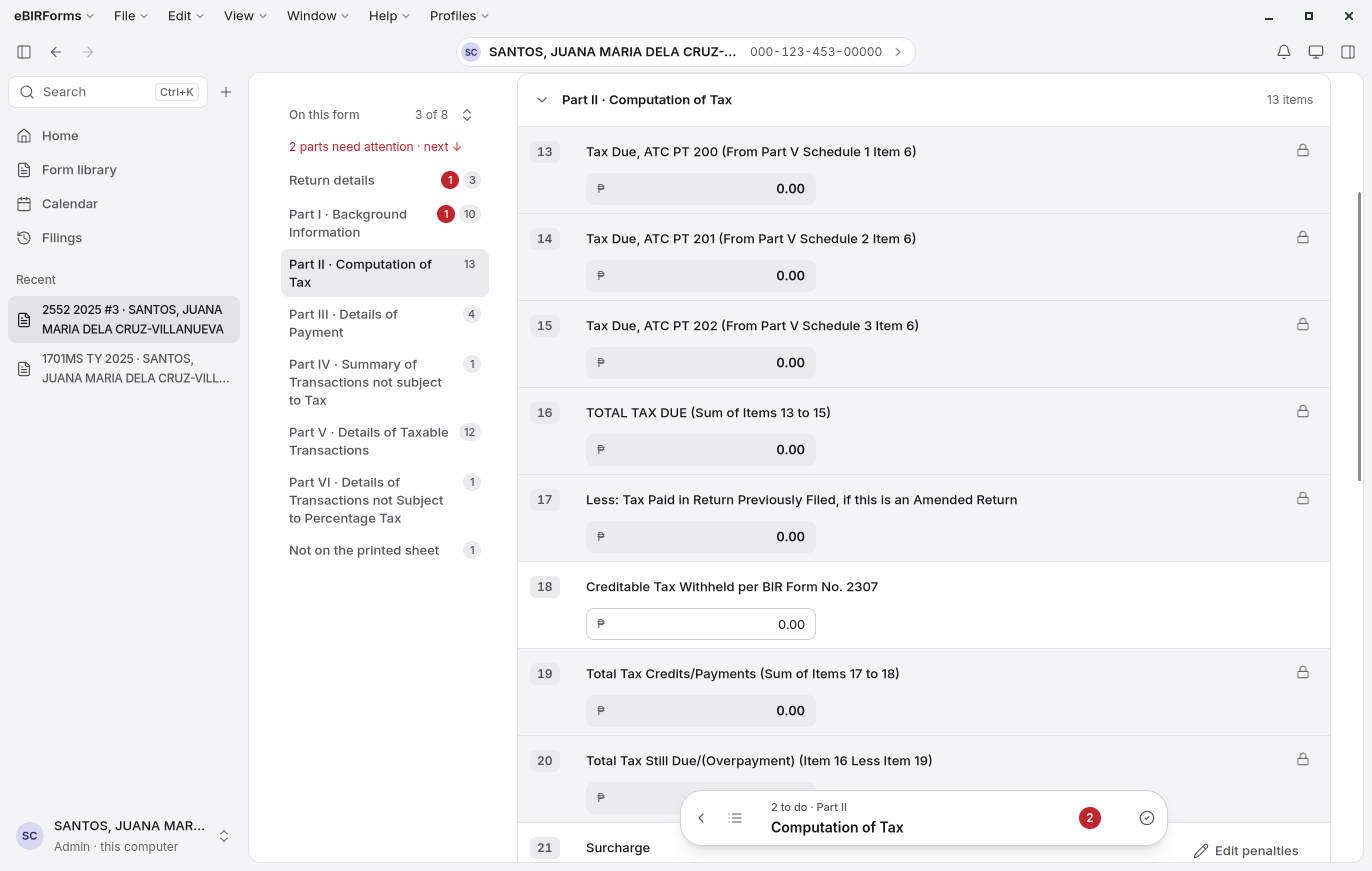 eBIRForms File Edit View Window Help Profiles
SC SANTOS, JUANA MARIA DELA CRUZ-... 000-123-453-00000
Search Ctrl+K
Home
Form library
Calendar
Filings
Recent
2552 2025 #3 · SANTOS, JUANA
MARIA DELA CRUZ-VILLANUEVA
1701MS TY 2025 · SANTOS,
JUANA MARIA DELA CRUZ-VILL...
SC SANTOS, JUANA MAR...
Admin · this computer
On this form 3 of 8
2 parts need attention · next ↓
Return details 1 3
Part I · Background 1 10
Information
Part II · Computation of 13
Tax
Part III · Details of 4
Payment
Part IV · Summary of 1
Transactions not subject
to Tax
Part V · Details of Taxable 12
Transactions
Part VI · Details of 1
Transactions not Subject
to Percentage Tax
Not on the printed sheet 1
Part II · Computation of Tax 13 items
13 Tax Due, ATC PT 200 (From Part V Schedule 1 Item 6)
₱ 0.00
14 Tax Due, ATC PT 201 (From Part V Schedule 2 Item 6)
₱ 0.00
15 Tax Due, ATC PT 202 (From Part V Schedule 3 Item 6)
₱ 0.00
16 TOTAL TAX DUE (Sum of Items 13 to 15)
₱ 0.00
17 Less: Tax Paid in Return Previously Filed, if this is an Amended Return
₱ 0.00
18 Creditable Tax Withheld per BIR Form No. 2307
₱ 0.00
19 Total Tax Credits/Payments (Sum of Items 17 to 18)
₱ 0.00
20 Total Tax Still Due/(Overpayment) (Item 16 Less Item 19)
₱
2 to do · Part II
Computation of Tax 2
21 Surcharge Edit penalties